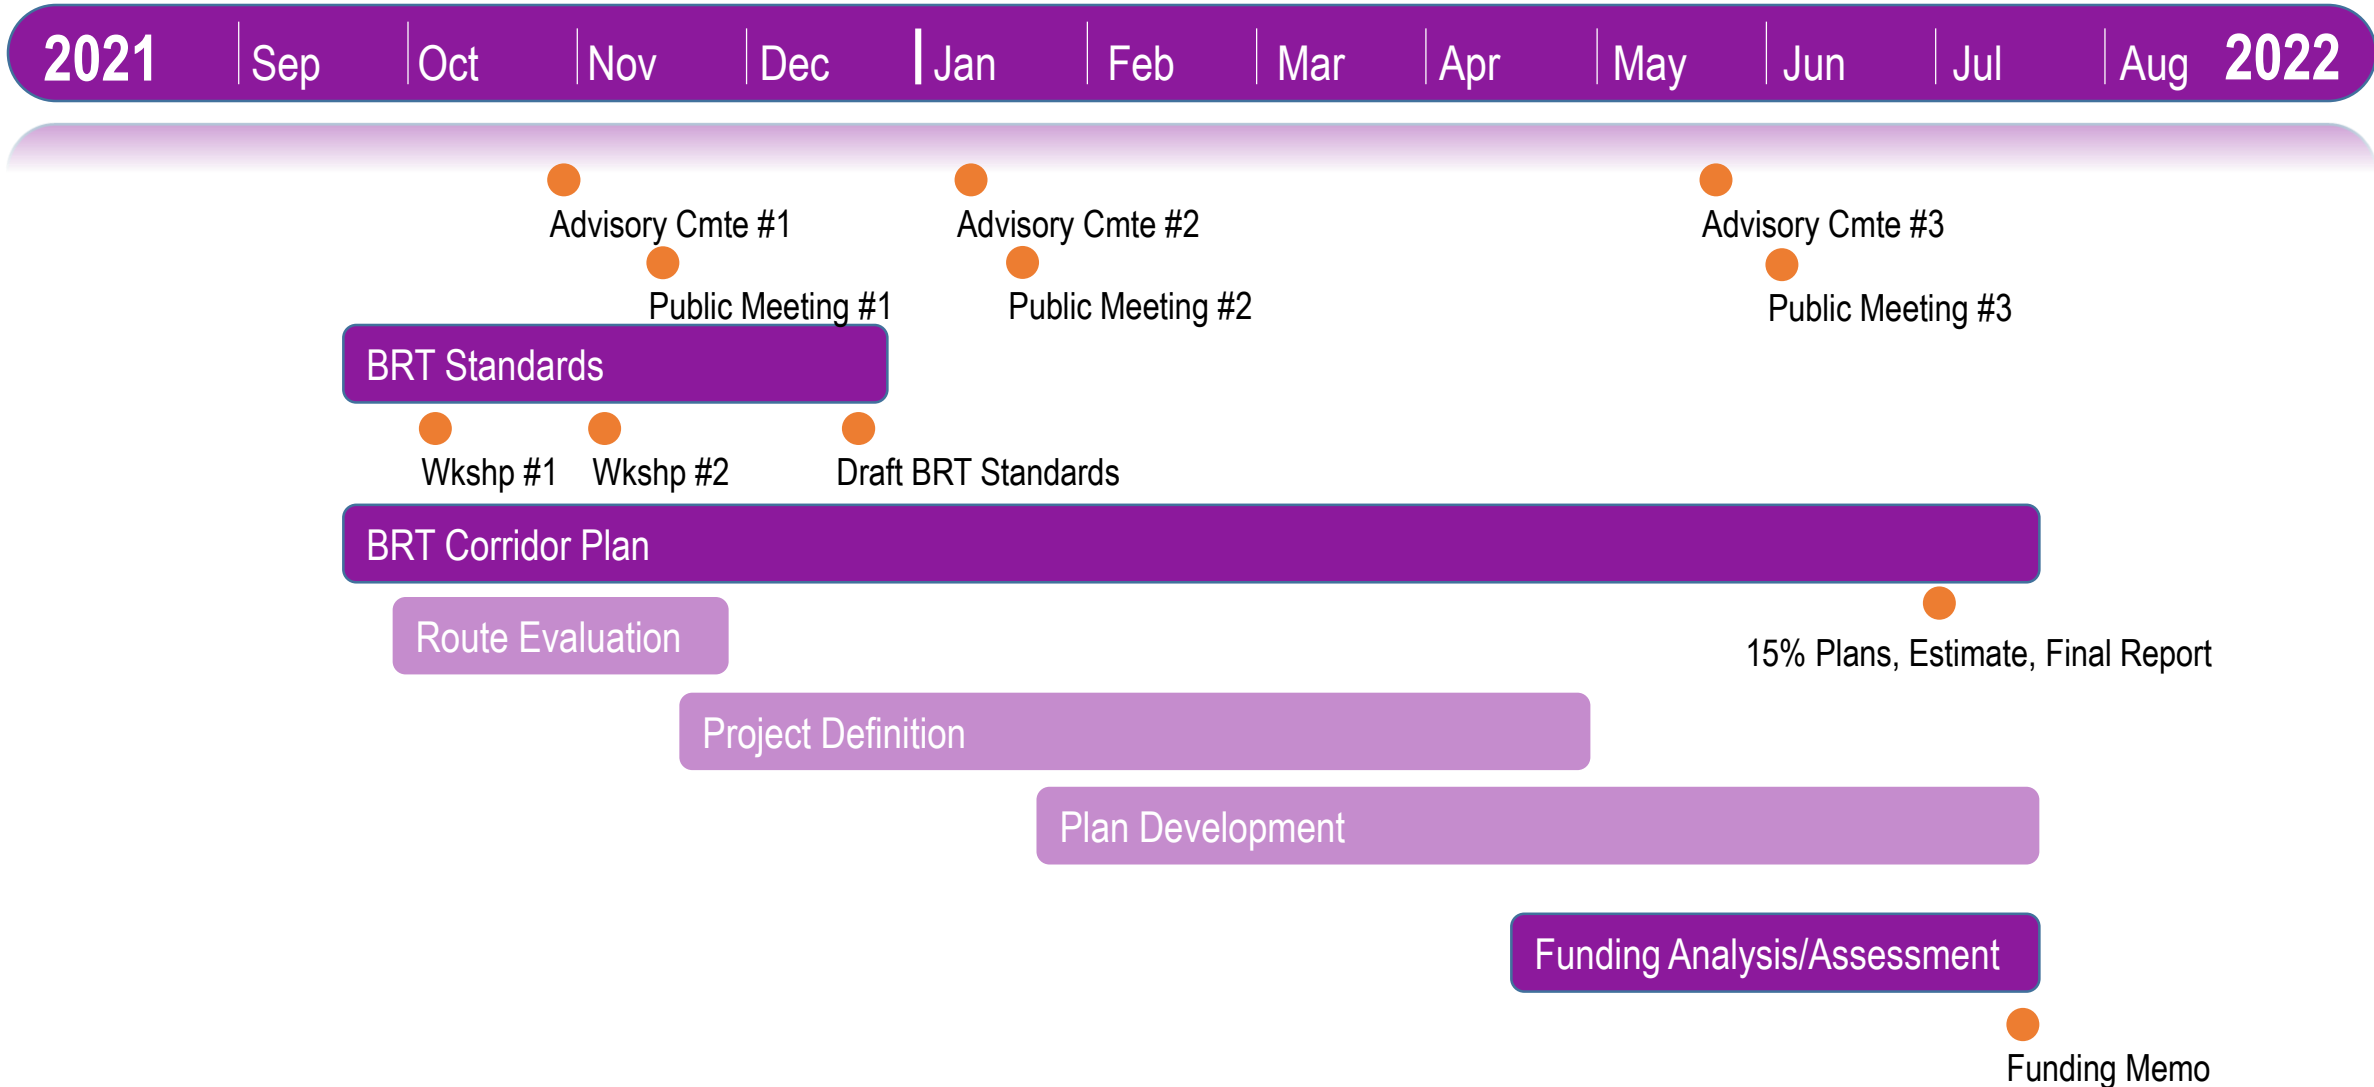 2021 Sep Oct Nov Dec Jan Feb Mar Apr May Jun Jul Aug 2022
Advisory Cmte #1 Advisory Cmte #2 Advisory Cmte #3
Public Meeting #1 Public Meeting #2 Public Meeting #3
BRT Standards
Wkshp #1 Wkshp #2 Draft BRT Standards
BRT Corridor Plan
Route Evaluation
15% Plans, Estimate, Final Report
Project Definition
Plan Development
Funding Analysis/Assessment
Funding Memo